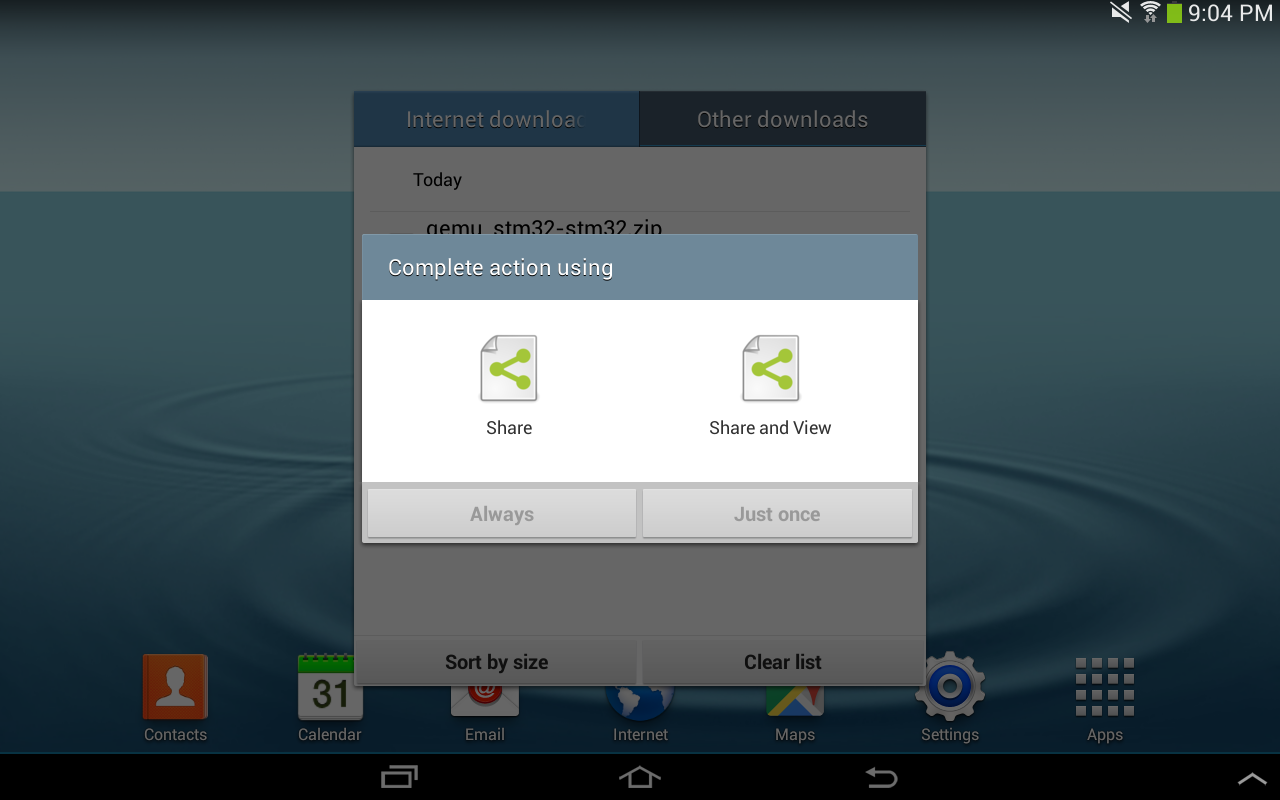 9:04 PM
Internet downloac
Other downloads
Today
qemu_stm32-stm32.zip
Complete action using
Share
Share and View
Always
Just once
Sort by size
Clear list
31
@
Contacts
Calendar
Email
Internet
Maps
Settings
Apps